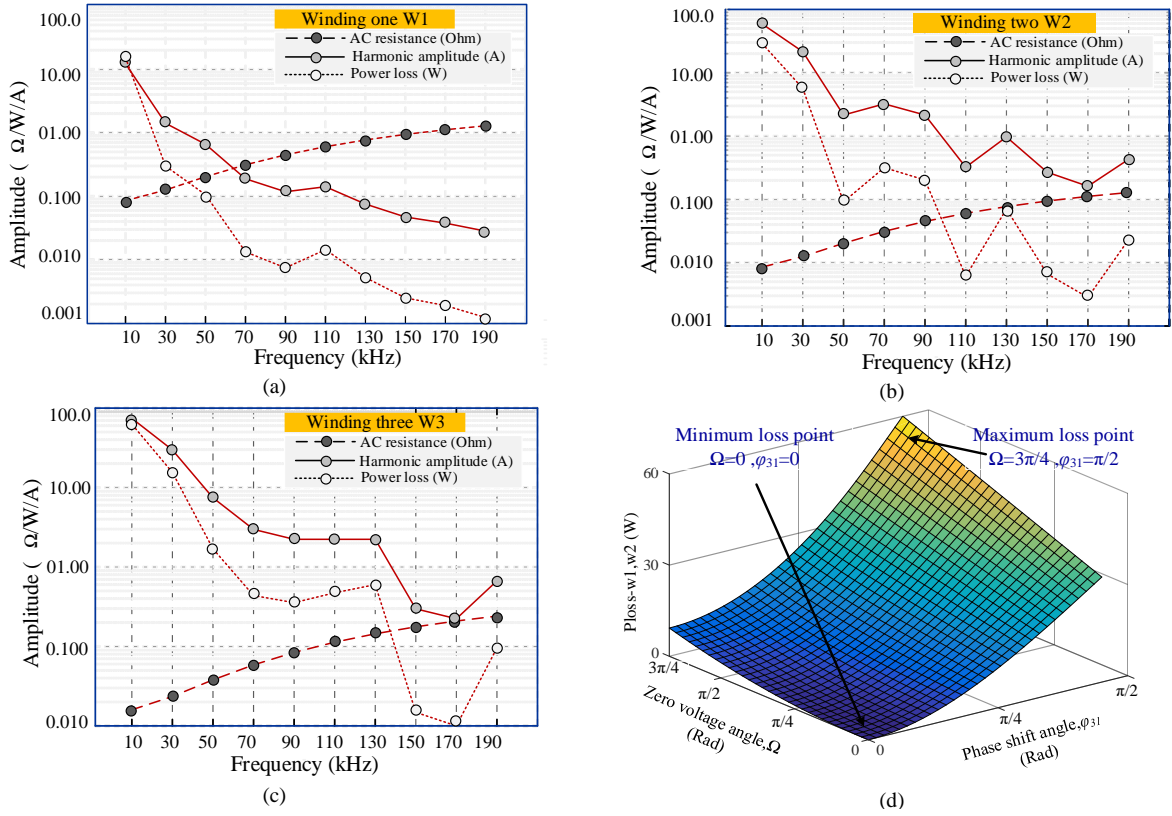 Winding one W1
AC resistance (Ohm)
Harmonic amplitude (A)
Power loss (W)
Amplitude ( Ω/W/A)
100.0
10.00
01.00
0.100
0.010
0.001
10 30 50 70 90 110 130 150 170 190
Frequency (kHz)
(a)
Winding two W2
AC resistance (Ohm)
Harmonic amplitude (A)
Power loss (W)
Amplitude ( Ω/W/A)
100.0
10.00
01.00
0.100
0.010
0.001
10 30 50 70 90 110 130 150 170 190
Frequency (kHz)
(b)
Winding three W3
AC resistance (Ohm)
Harmonic amplitude (A)
Power loss (W)
Amplitude ( Ω/W/A)
100.0
10.00
01.00
0.100
0.010
10 30 50 70 90 110 130 150 170 190
Frequency (kHz)
(c)
Minimum loss point
Ω=0 ,φ31=0
Maximum loss point
Ω=3π/4 ,φ31=π/2
Ploss-w1,w2 (W)
60
30
0
3π/4
π/2
π/4
0
Zero voltage angle,Ω
(Rad)
0
π/4
π/2
Phase shift angle,φ31
(Rad)
(d)